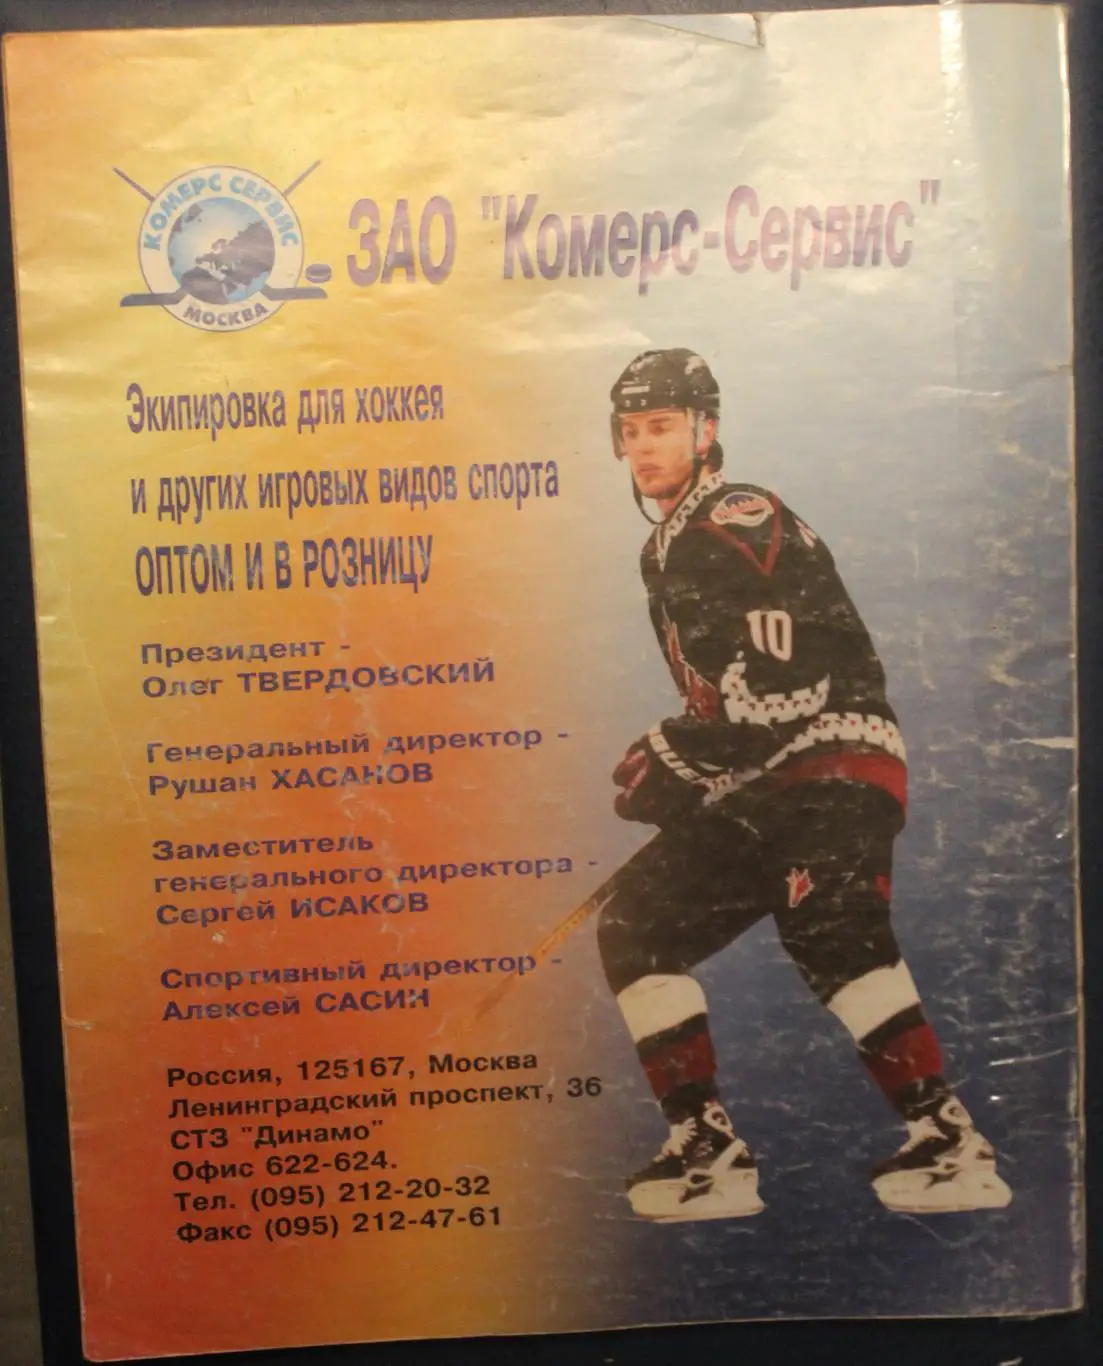 КОМЕРС СЕРВИС
МОСКВА
ЗАО "Комерс-Сервис"
Экипировка для хоккея
и других игровых видов спорта
ОПТОМ И В РОЗНИЦУ
Президент -
Олег ТВЕРДОВСКИЙ
Генеральный директор -
Рушан ХАСАНОВ
Заместитель
генерального директора -
Сергей ИСАКОВ
Спортивный директор -
Алексей САСИН
Россия, 125167, Москва
Ленинградский проспект, 36
СТЗ "Динамо"
Офис 622-624.
Тел. (095) 212-20-32
Факс (095) 212-47-61
10
BAUER